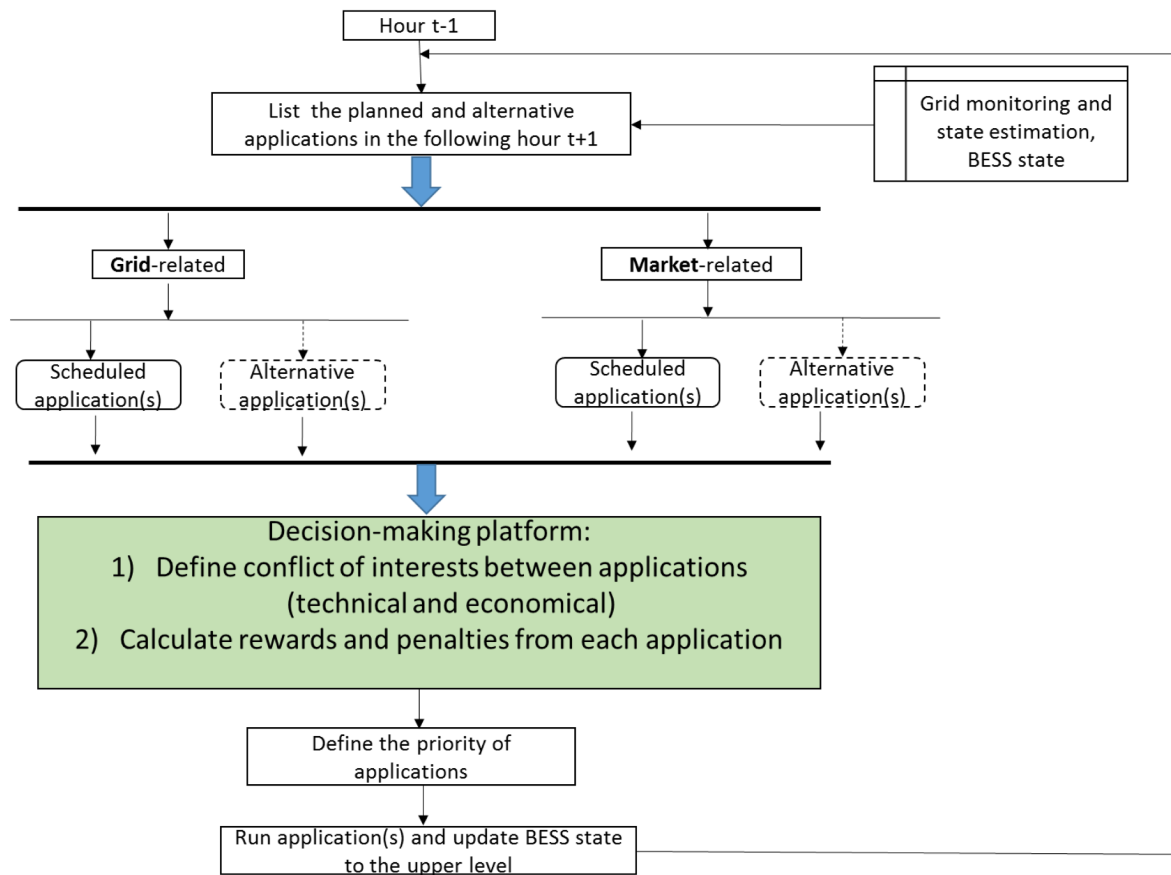 Hour t-1
List the planned and alternative
applications in the following hour t+1
Grid monitoring and
state estimation,
BESS state
Grid-related
Market-related
Scheduled
application(s)
Alternative
application(s)
Scheduled
application(s)
Alternative
application(s)
Decision-making platform:
1) Define conflict of interests between applications
(technical and economical)
2) Calculate rewards and penalties from each application
Define the priority of
applications
Run application(s) and update BESS state
to the upper level